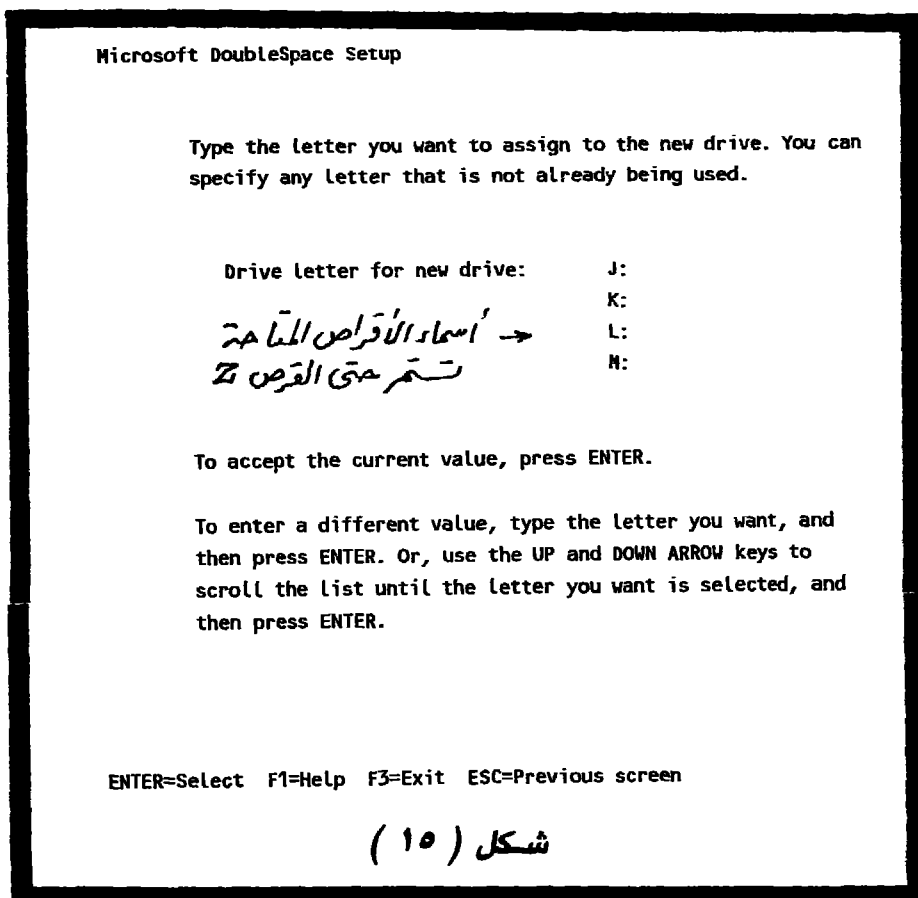 Microsoft DoubleSpace Setup
Type the letter you want to assign to the new drive. You can
specify any letter that is not already being used.
Drive letter for new drive: J:
K:
أسماء الأقراص المتاحة → L:
تستمر حتى القرص Z M:
To accept the current value, press ENTER.
To enter a different value, type the letter you want, and
then press ENTER. Or, use the UP and DOWN ARROW keys to
scroll the list until the letter you want is selected, and
then press ENTER.
ENTER=Select F1=Help F3=Exit ESC=Previous screen
شكل ( ١٥ )